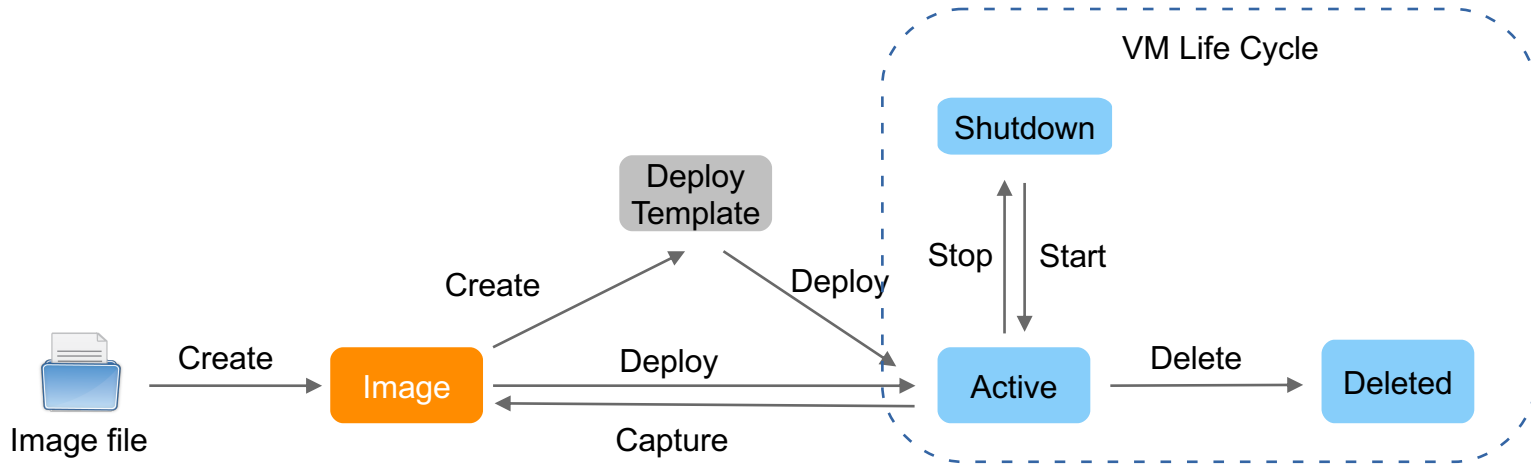 VM Life Cycle
Shutdown
Deploy
Template
Stop
Start
Create
Deploy
Create
Deploy
Delete
Image
Active
Deleted
Image file
Capture